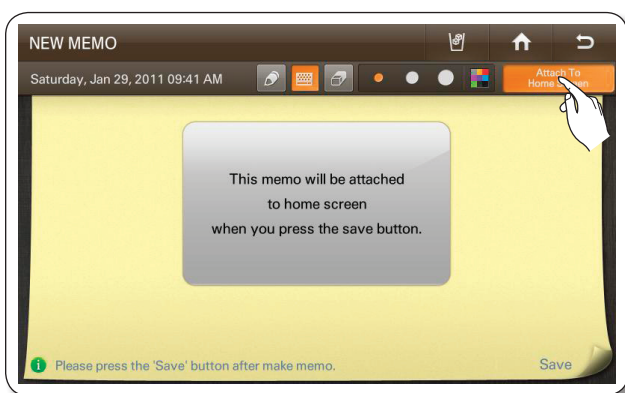 NEW MEMO
Saturday, Jan 29, 2011 09:41 AM
Attach To
Home Screen
This memo will be attached
to home screen
when you press the save button.
Please press the 'Save' button after make memo.
Save